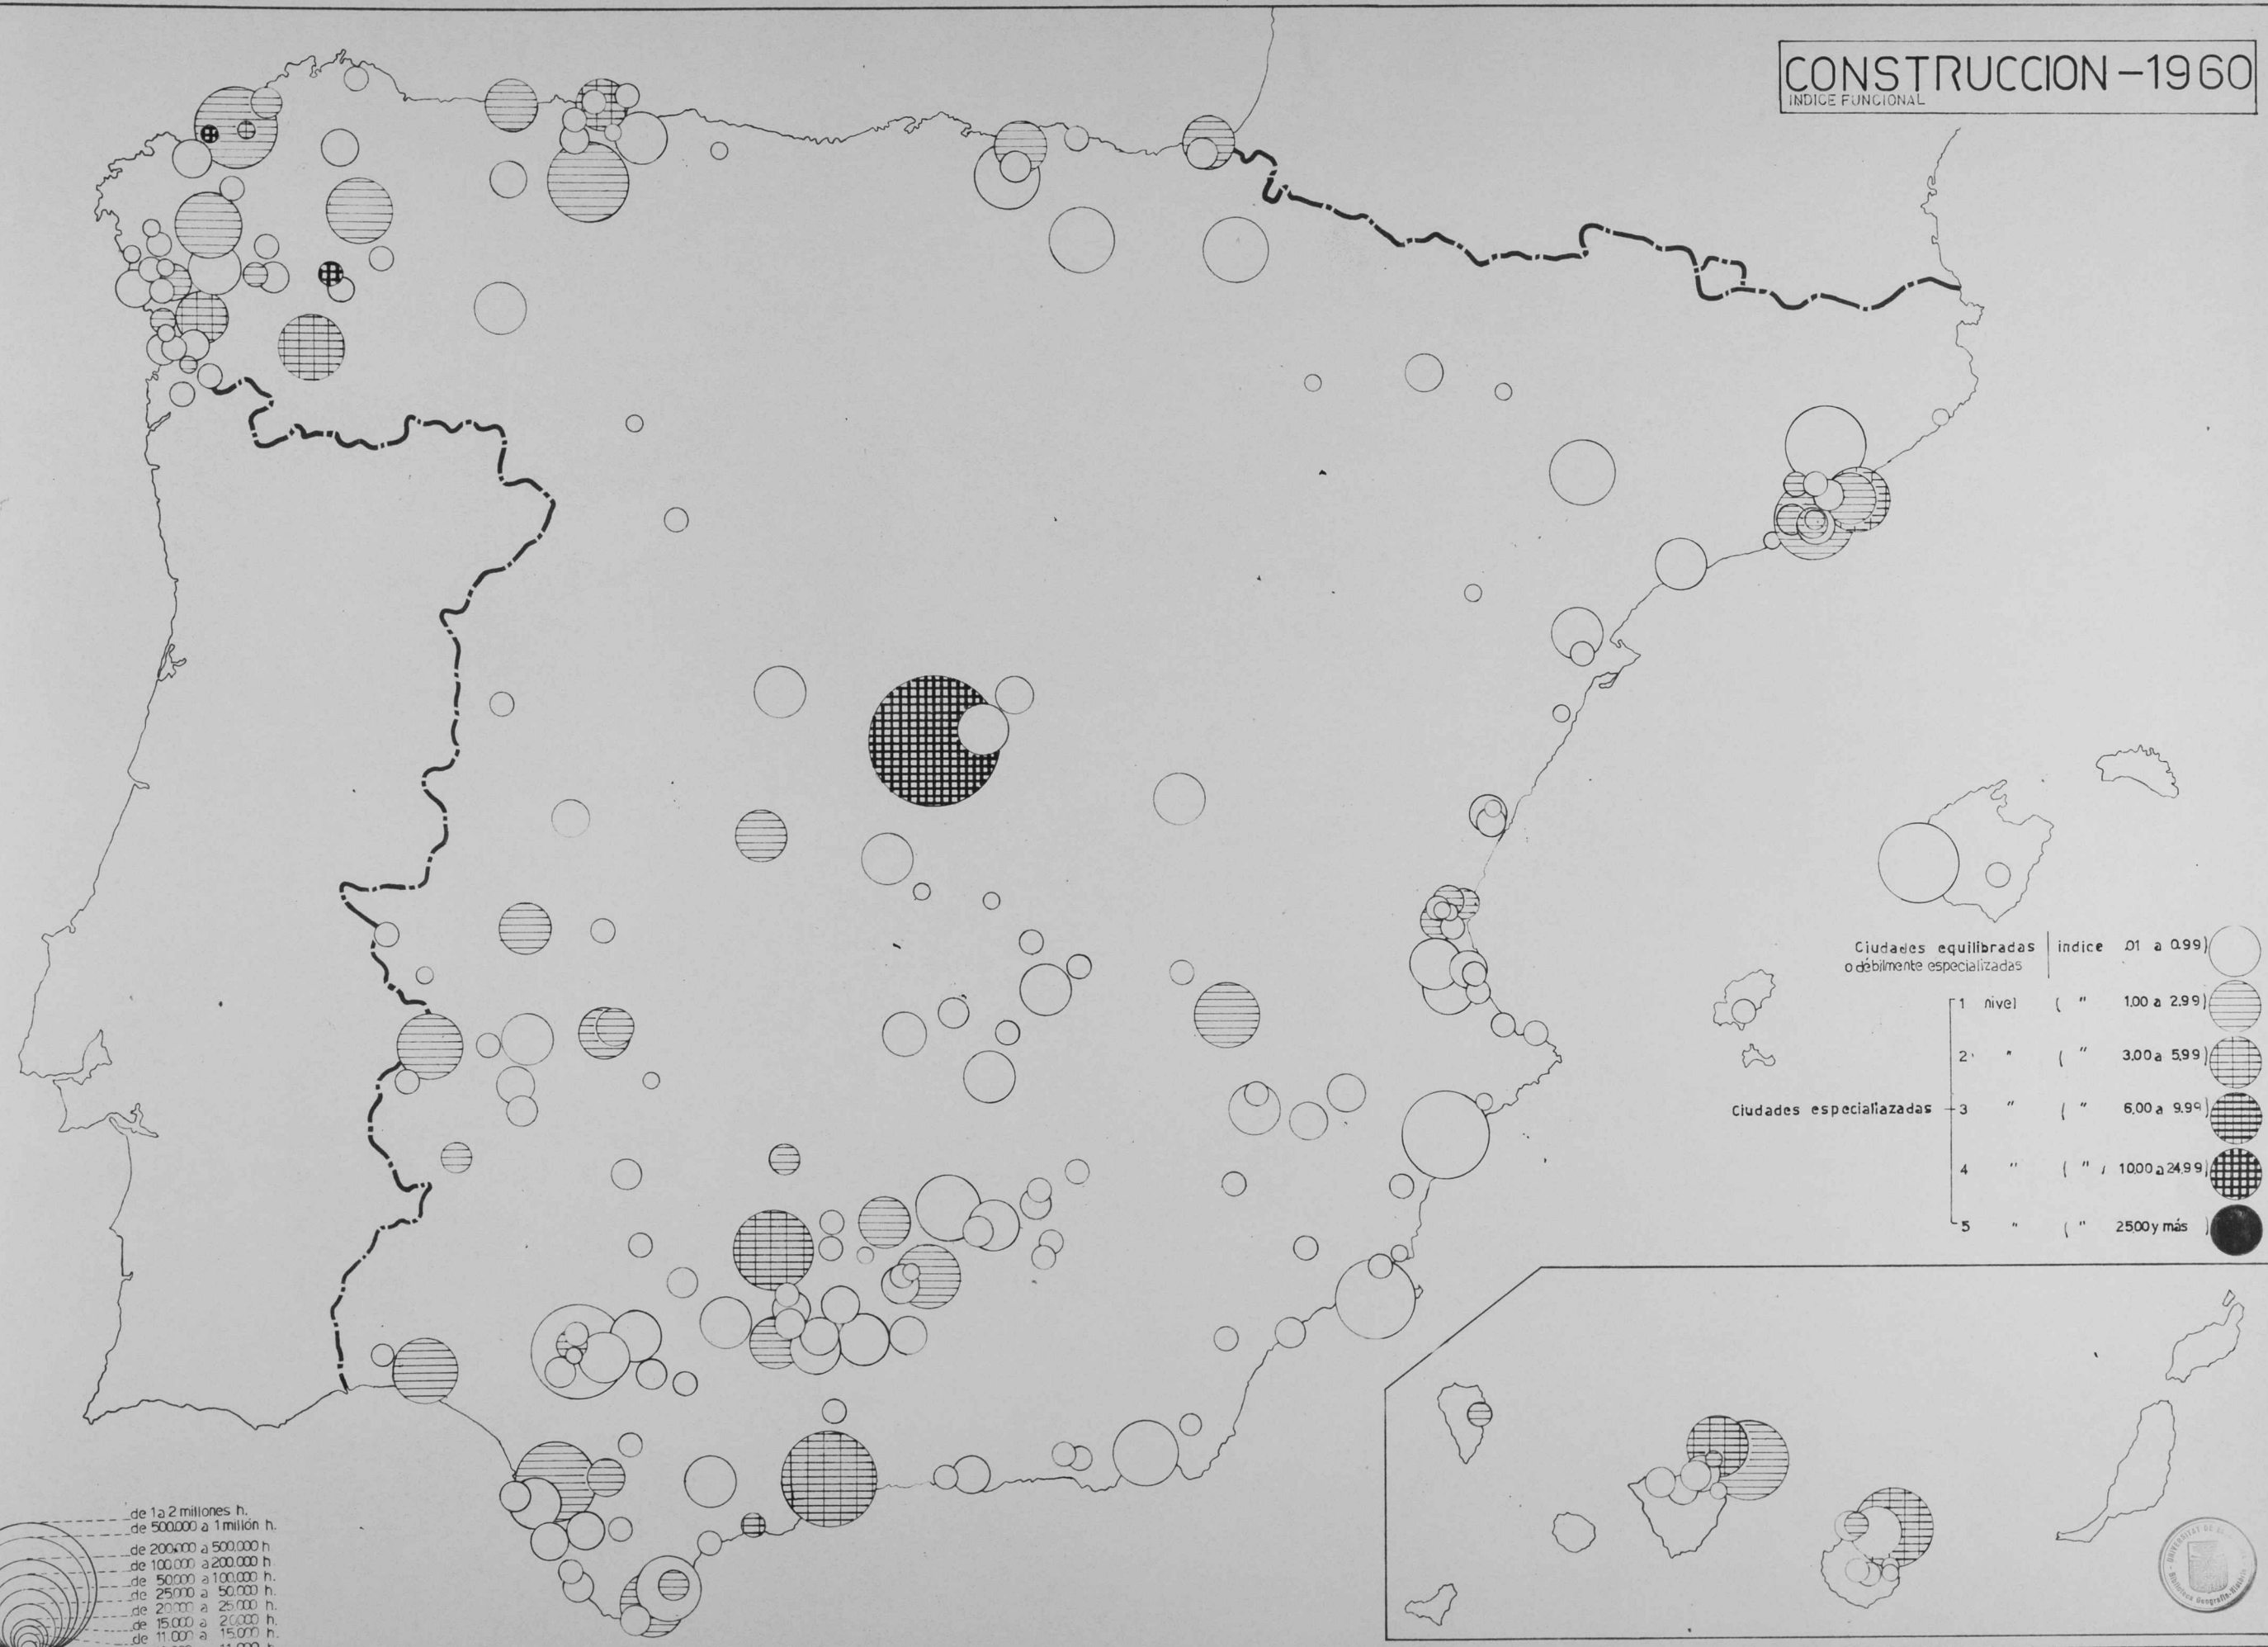 CONSTRUCCION - 1960
INDICE FUNCIONAL
Ciudades equilibradas | indice .01 a 0.99)
o débilmente especializadas
1 nivel ( " 1,00 a 2.99)
2 " ( " 3.00 a 5,99)
Ciudades especialiazadas 3 " ( " 6,00 a 9.99)
4 " ( " 10,00 a 24,99)
5 " ( " 25,00 y más )
de 1 a 2 millones h.
de 500.000 a 1 millón h.
de 200.000 a 500.000 h
de 100.000 a 200.000 h
de 50.000 a 100.000 h.
de 25.000 a 50.000 h.
de 20.000 a 25.000 h.
de 15.000 a 20.000 h.
de 11.000 a 15.000 h.